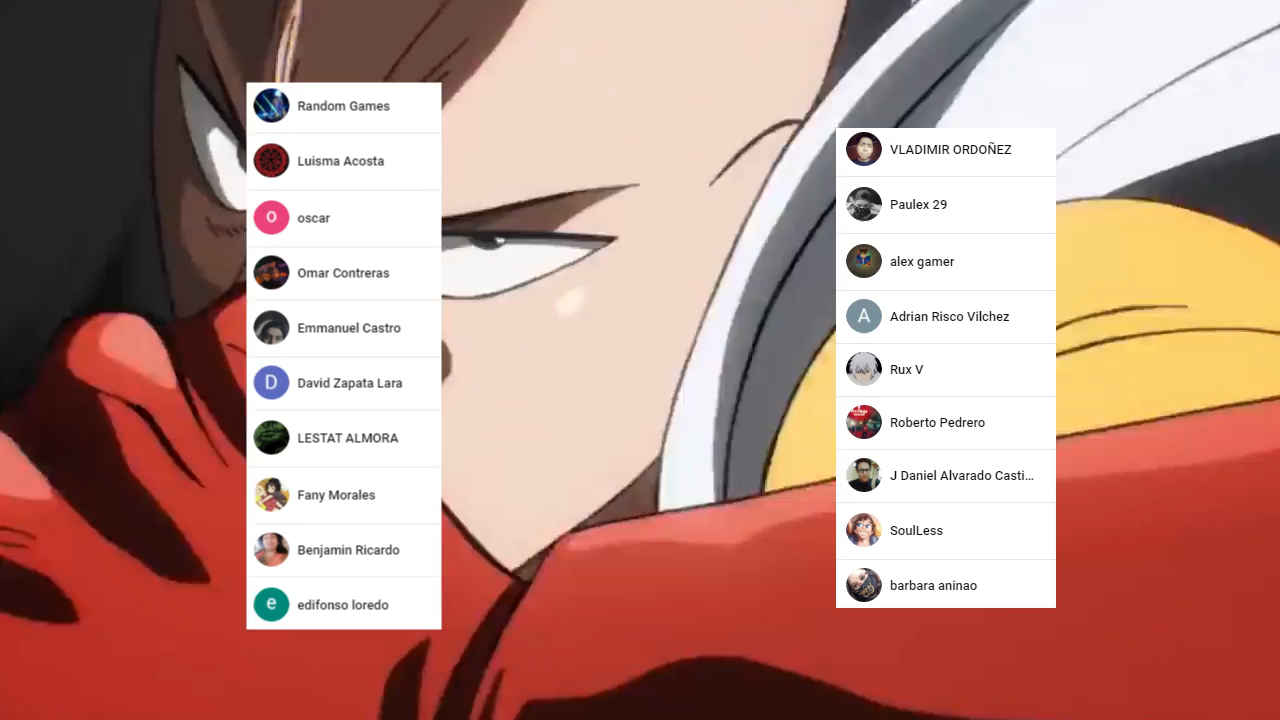 Random Games
Luisma Acosta
o oscar
Omar Contreras
Emmanuel Castro
D David Zapata Lara
LESTAT ALMORA
Fany Morales
Benjamin Ricardo
e edifonso loredo
VLADIMIR ORDOÑEZ
Paulex 29
alex gamer
A Adrian Risco Vilchez
Rux V
Roberto Pedrero
J Daniel Alvarado Casti...
SoulLess
barbara aninao